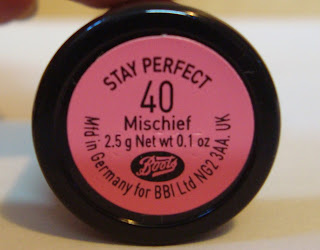 STAY PERFECT
40
Mischief
2.5 g Net wt 0.1 oz
Boots
Mfd in Germany for BBI Ltd NG2 3AA. UK